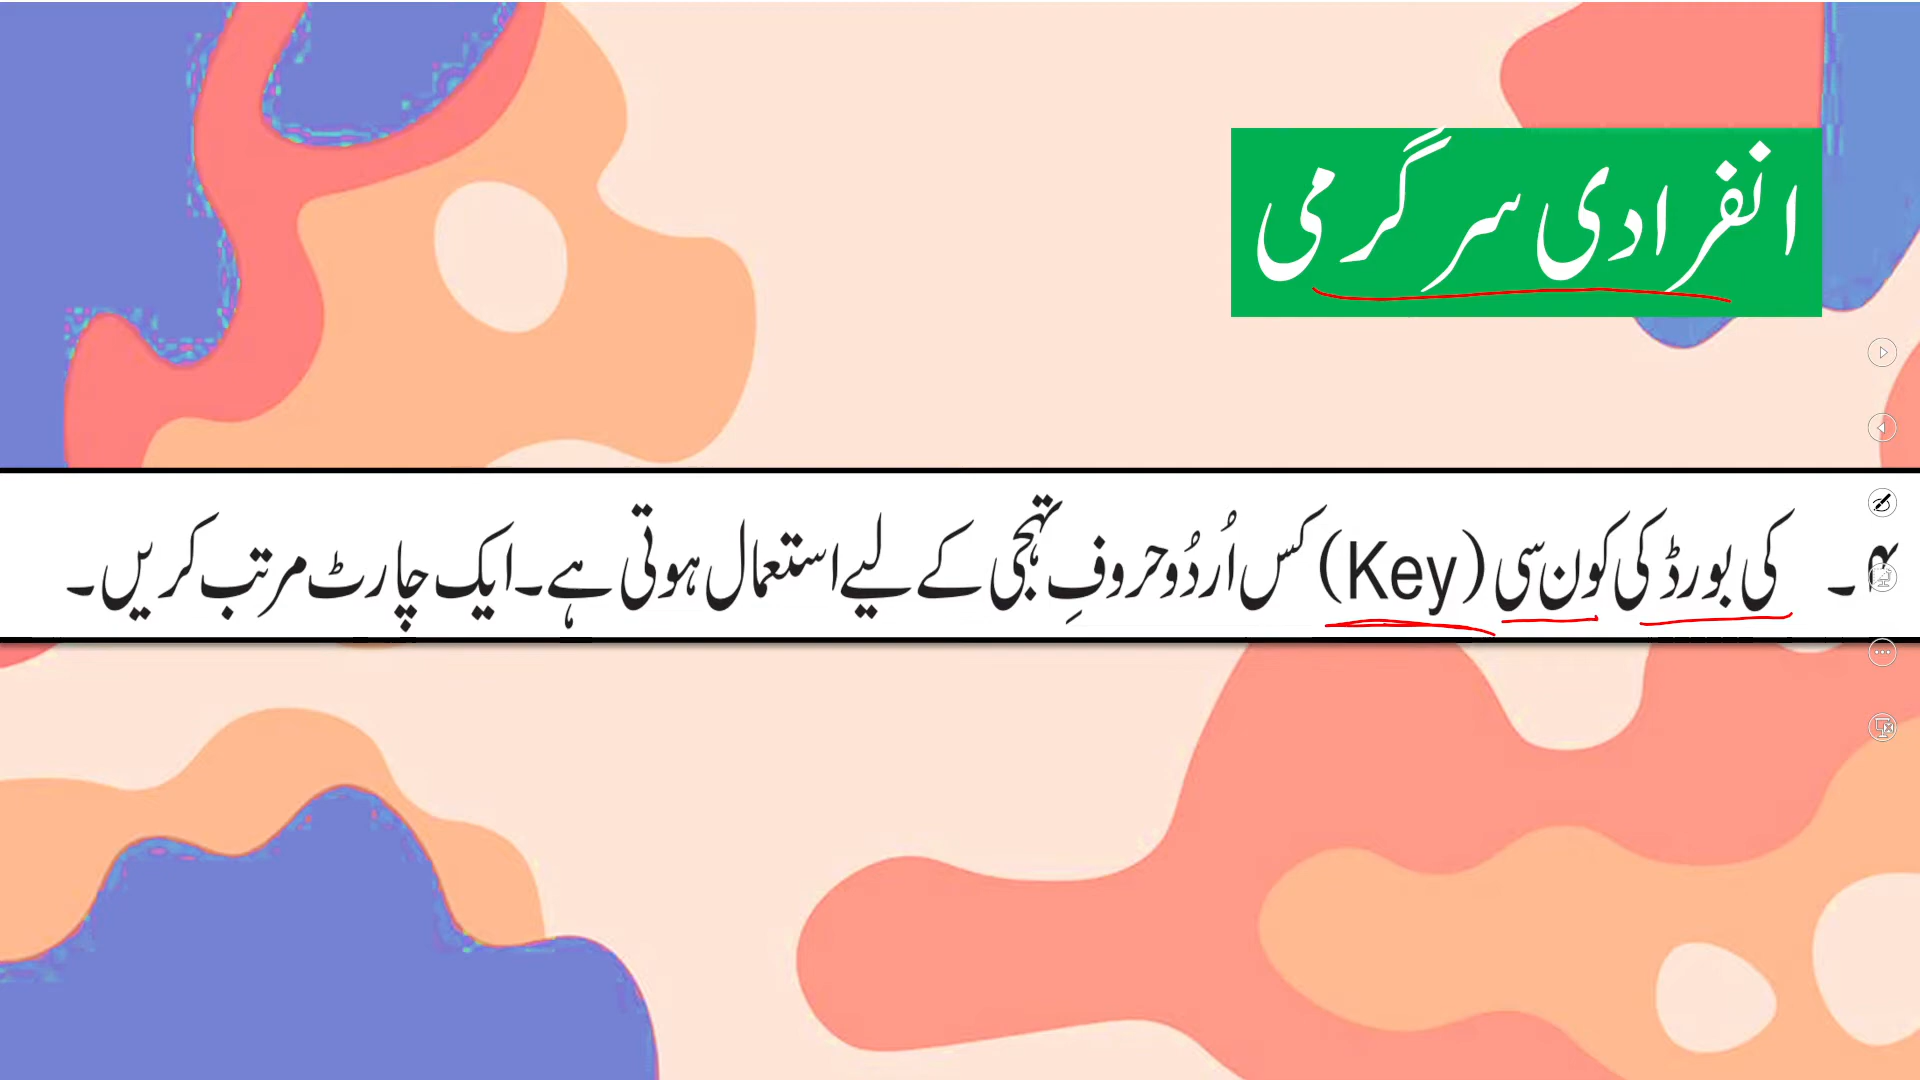 انفرادی سرگرمی
۴۔ کی بورڈ کی کون سی (Key) کس اُردُو حروفِ تہجی کے لیے استعمال ہوتی ہے۔ ایک چارٹ مرتب کریں۔